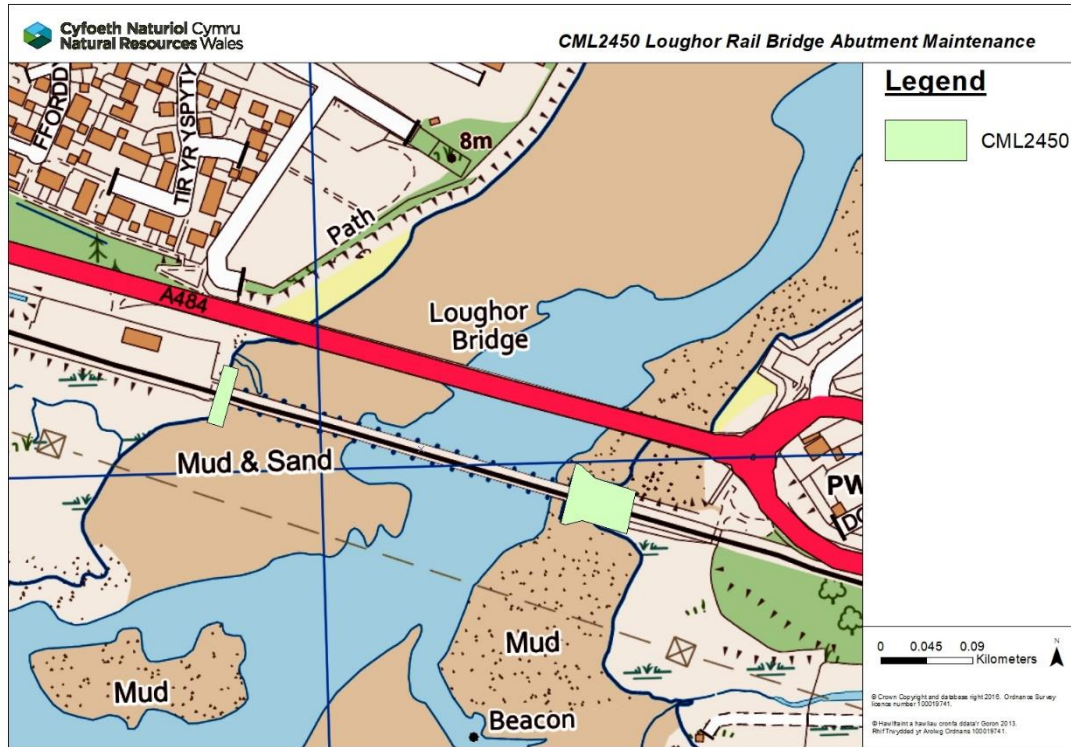 Cyfoeth Naturiol Cymru
Natural Resources Wales
CML2450 Loughor Rail Bridge Abutment Maintenance
Legend
CML2450
FFORDD
TIR YR YSPYTY
8m
Path
A484
Loughor
Bridge
Mud & Sand
PW
DO
Mud
Mud
Beacon
0 0.045 0.09
Kilometers
N
© Crown Copyright and database right 2016. Ordnance Survey
licence number 100019741.
© Hawlfraint a hawliau cronfa ddata'r Goron 2013.
Rhif Trwydded yr Arolwg Ordnans 100019741.